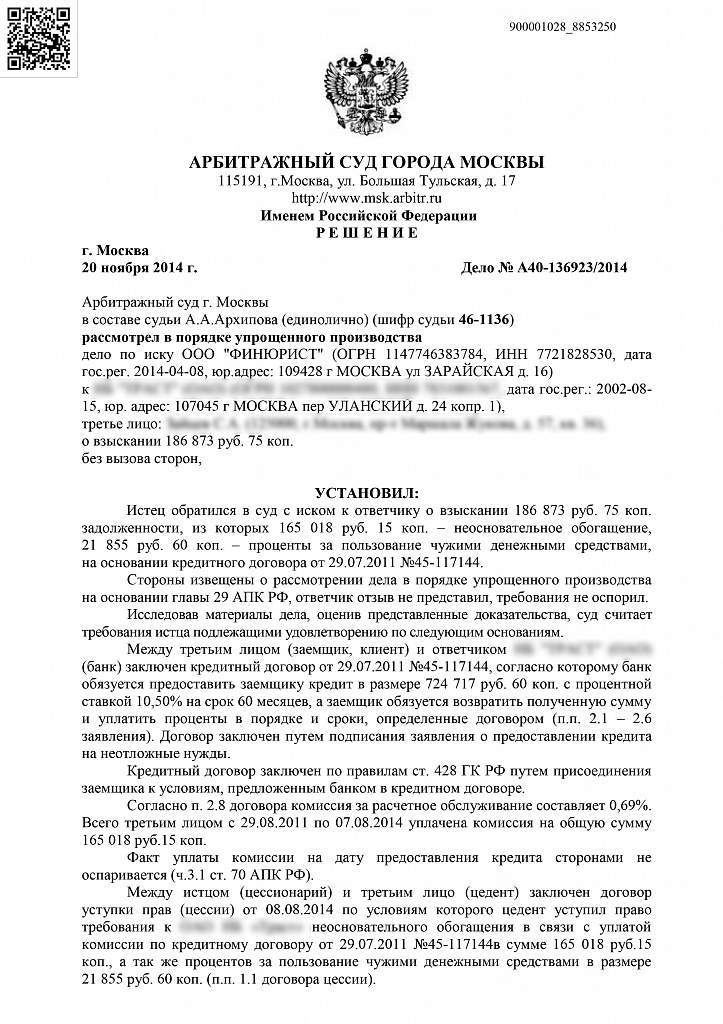 900001028_8853250
АРБИТРАЖНЫЙ СУД ГОРОДА МОСКВЫ
115191, г.Москва, ул. Большая Тульская, д. 17
http://www.msk.arbitr.ru
Именем Российской Федерации
Р Е Ш Е Н И Е
г. Москва
20 ноября 2014 г. Дело № А40-136923/2014
Арбитражный суд г. Москвы
в составе судьи А.А.Архипова (единолично) (шифр судьи 46-1136)
рассмотрел в порядке упрощенного производства
дело по иску ООО "ФИНЮРИСТ" (ОГРН 1147746383784, ИНН 7721828530, дата
гос.рег. 2014-04-08, юр.адрес: 109428 г МОСКВА ул ЗАРАЙСКАЯ д. 16)
к дата гос.рег.: 2002-08-
15, юр. адрес: 107045 г МОСКВА пер УЛАНСКИЙ д. 24 копр. 1),
третье лицо:
о взыскании 186 873 руб. 75 коп.
без вызова сторон,
УСТАНОВИЛ:
Истец обратился в суд с иском к ответчику о взыскании 186 873 руб. 75 коп.
задолженности, из которых 165 018 руб. 15 коп. – неосновательное обогащение,
21 855 руб. 60 коп. – проценты за пользование чужими денежными средствами,
на основании кредитного договора от 29.07.2011 №45-117144.
Стороны извещены о рассмотрении дела в порядке упрощенного производства
на основании главы 29 АПК РФ, ответчик отзыв не представил, требования не оспорил.
Исследовав материалы дела, оценив представленные доказательства, суд считает
требования истца подлежащими удовлетворению по следующим основаниям.
Между третьим лицом (заемщик, клиент) и ответчиком
(банк) заключен кредитный договор от 29.07.2011 №45-117144, согласно которому банк
обязуется предоставить заемщику кредит в размере 724 717 руб. 60 коп. с процентной
ставкой 10,50% на срок 60 месяцев, а заемщик обязуется возвратить полученную сумму
и уплатить проценты в порядке и сроки, определенные договором (п.п. 2.1 – 2.6
заявления). Договор заключен путем подписания заявления о предоставлении кредита
на неотложные нужды.
Кредитный договор заключен по правилам ст. 428 ГК РФ путем присоединения
заемщика к условиям, предложенным банком в кредитном договоре.
Согласно п. 2.8 договора комиссия за расчетное обслуживание составляет 0,69%.
Всего третьим лицом с 29.08.2011 по 07.08.2014 уплачена комиссия на общую сумму
165 018 руб.15 коп.
Факт уплаты комиссии на дату предоставления кредита сторонами не
оспаривается (ч.3.1 ст. 70 АПК РФ).
Между истцом (цессионарий) и третьим лицо (цедент) заключен договор
уступки прав (цессии) от 08.08.2014 по условиям которого цедент уступил право
требования к неосновательного обогащения в связи с уплатой
комиссии по кредитному договору от 29.07.2011 №45-117144в сумме 165 018 руб.15
коп., а так же процентов за пользование чужими денежными средствами в размере
21 855 руб. 60 коп. (п.п. 1.1 договора цессии).